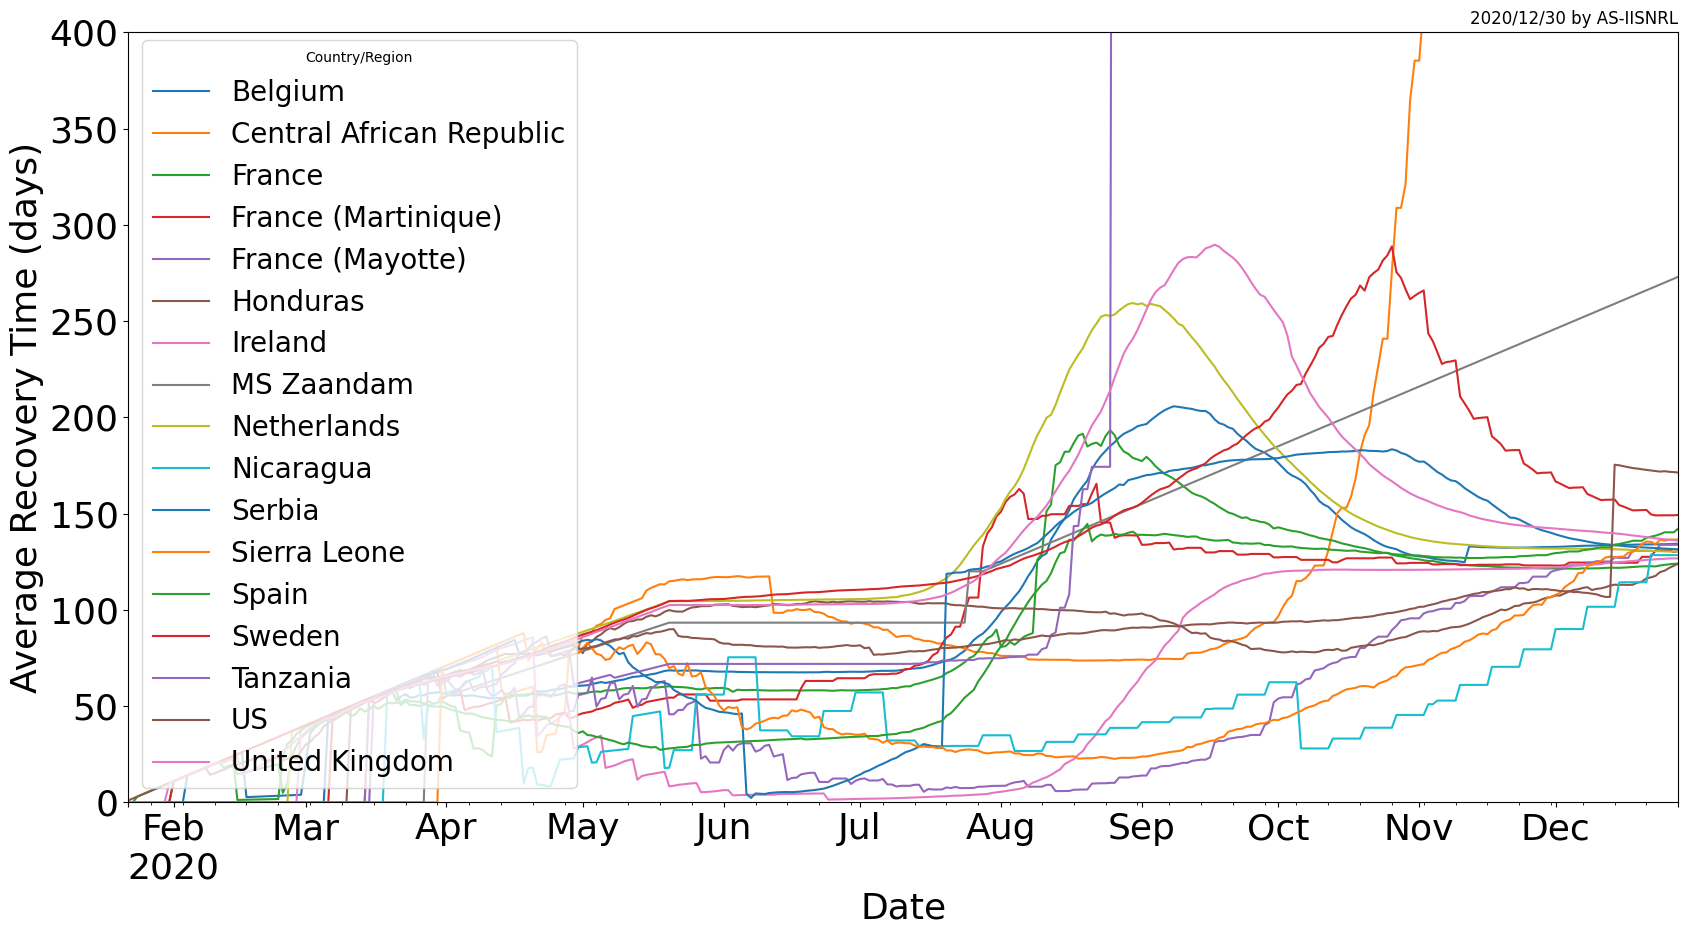 2020/12/30 by AS-IISNRL
400
350
300
250
200
150
100
50
0
Average Recovery Time (days)
Country/Region
Belgium
Central African Republic
France
France (Martinique)
France (Mayotte)
Honduras
Ireland
MS Zaandam
Netherlands
Nicaragua
Serbia
Sierra Leone
Spain
Sweden
Tanzania
US
United Kingdom
Feb Mar Apr May Jun Jul Aug Sep Oct Nov Dec
2020
Date